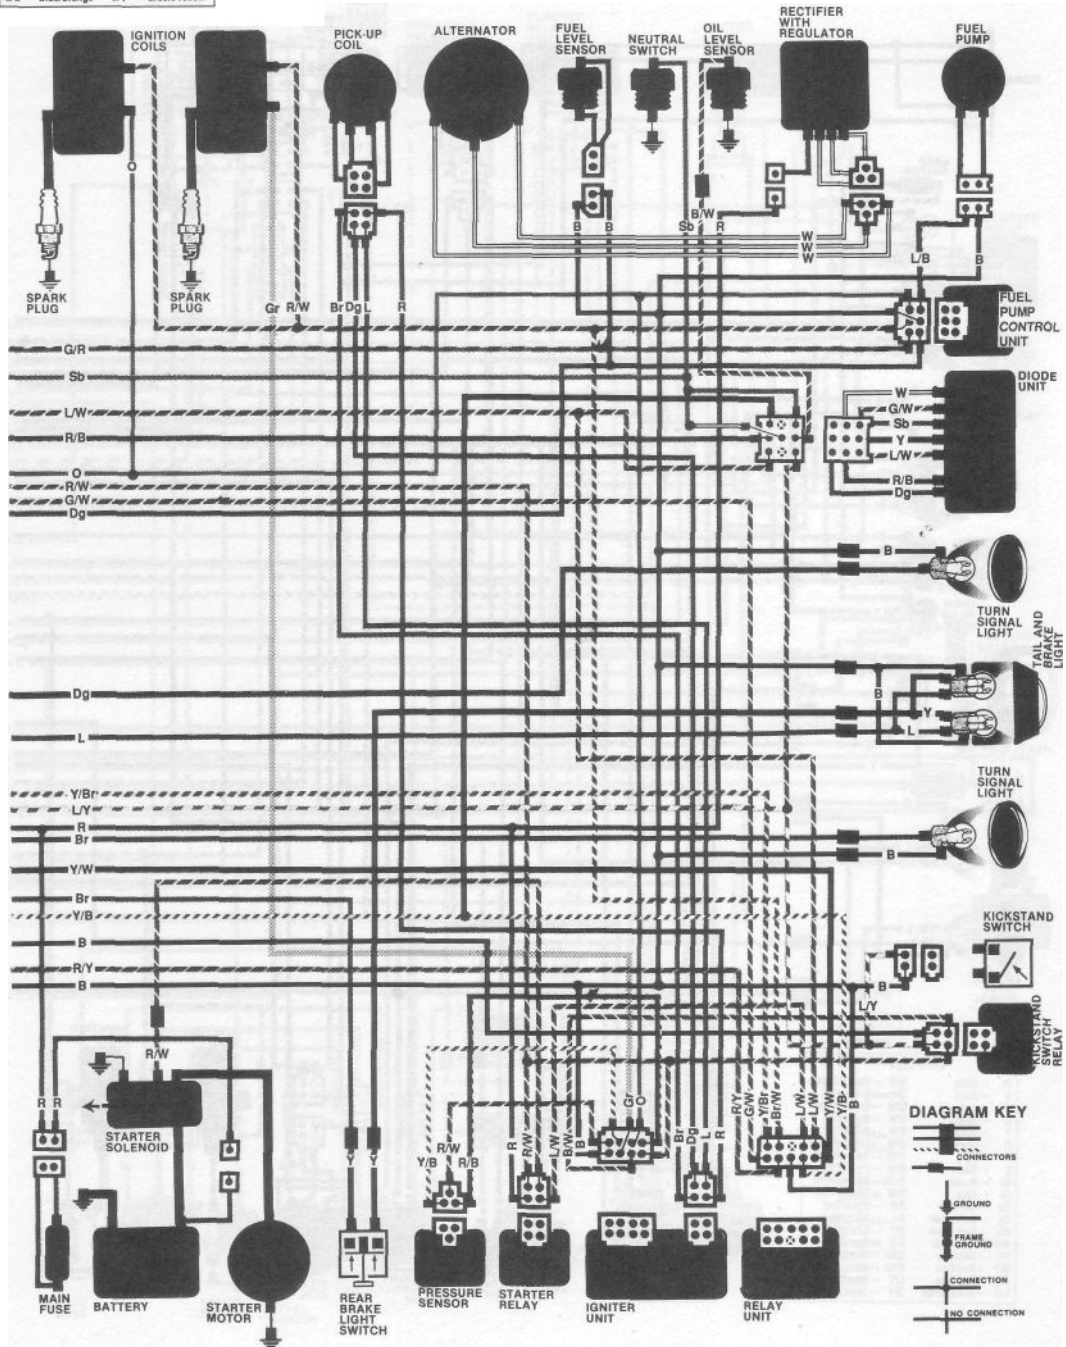 IGNITION
COILS
PICK-UP
COIL
ALTERNATOR
FUEL
LEVEL
SENSOR
NEUTRAL
SWITCH
OIL
LEVEL
SENSOR
RECTIFIER
WITH
REGULATOR
FUEL
PUMP
O
B/W
B
B
Sb
R
W
W
W
L/B
B
SPARK
PLUG
SPARK
PLUG
Gr
R/W
Br
Dg
L
R
FUEL
PUMP
CONTROL
UNIT
G/R
Sb
DIODE
UNIT
W
G/W
Sb
Y
L/W
R/B
Dg
L/W
R/B
O
R/W
G/W
Dg
B
TURN
SIGNAL
LIGHT
TAIL AND
BRAKE
LIGHT
B
Y
L
Dg
L
TURN
SIGNAL
LIGHT
Y/Br
L/Y
R
Br
B
Y/W
Br
Y/B
B
R/Y
B
KICKSTAND
SWITCH
B
L/Y
KICKSTAND
SWITCH
RELAY
R/W
R
R
STARTER
SOLENOID
Y
Y
Y/B
R/W
R/B
R
R/W
L/W
B/W
B
Gr
O
Br
Dg
L
R
R/Y
G/W
Y/Br
Br/W
L/W
L/W
Y/W
Y/B
B
DIAGRAM KEY
CONNECTORS
GROUND
FRAME
GROUND
CONNECTION
NO CONNECTION
MAIN
FUSE
BATTERY
STARTER
MOTOR
REAR
BRAKE
LIGHT
SWITCH
PRESSURE
SENSOR
STARTER
RELAY
IGNITER
UNIT
RELAY
UNIT